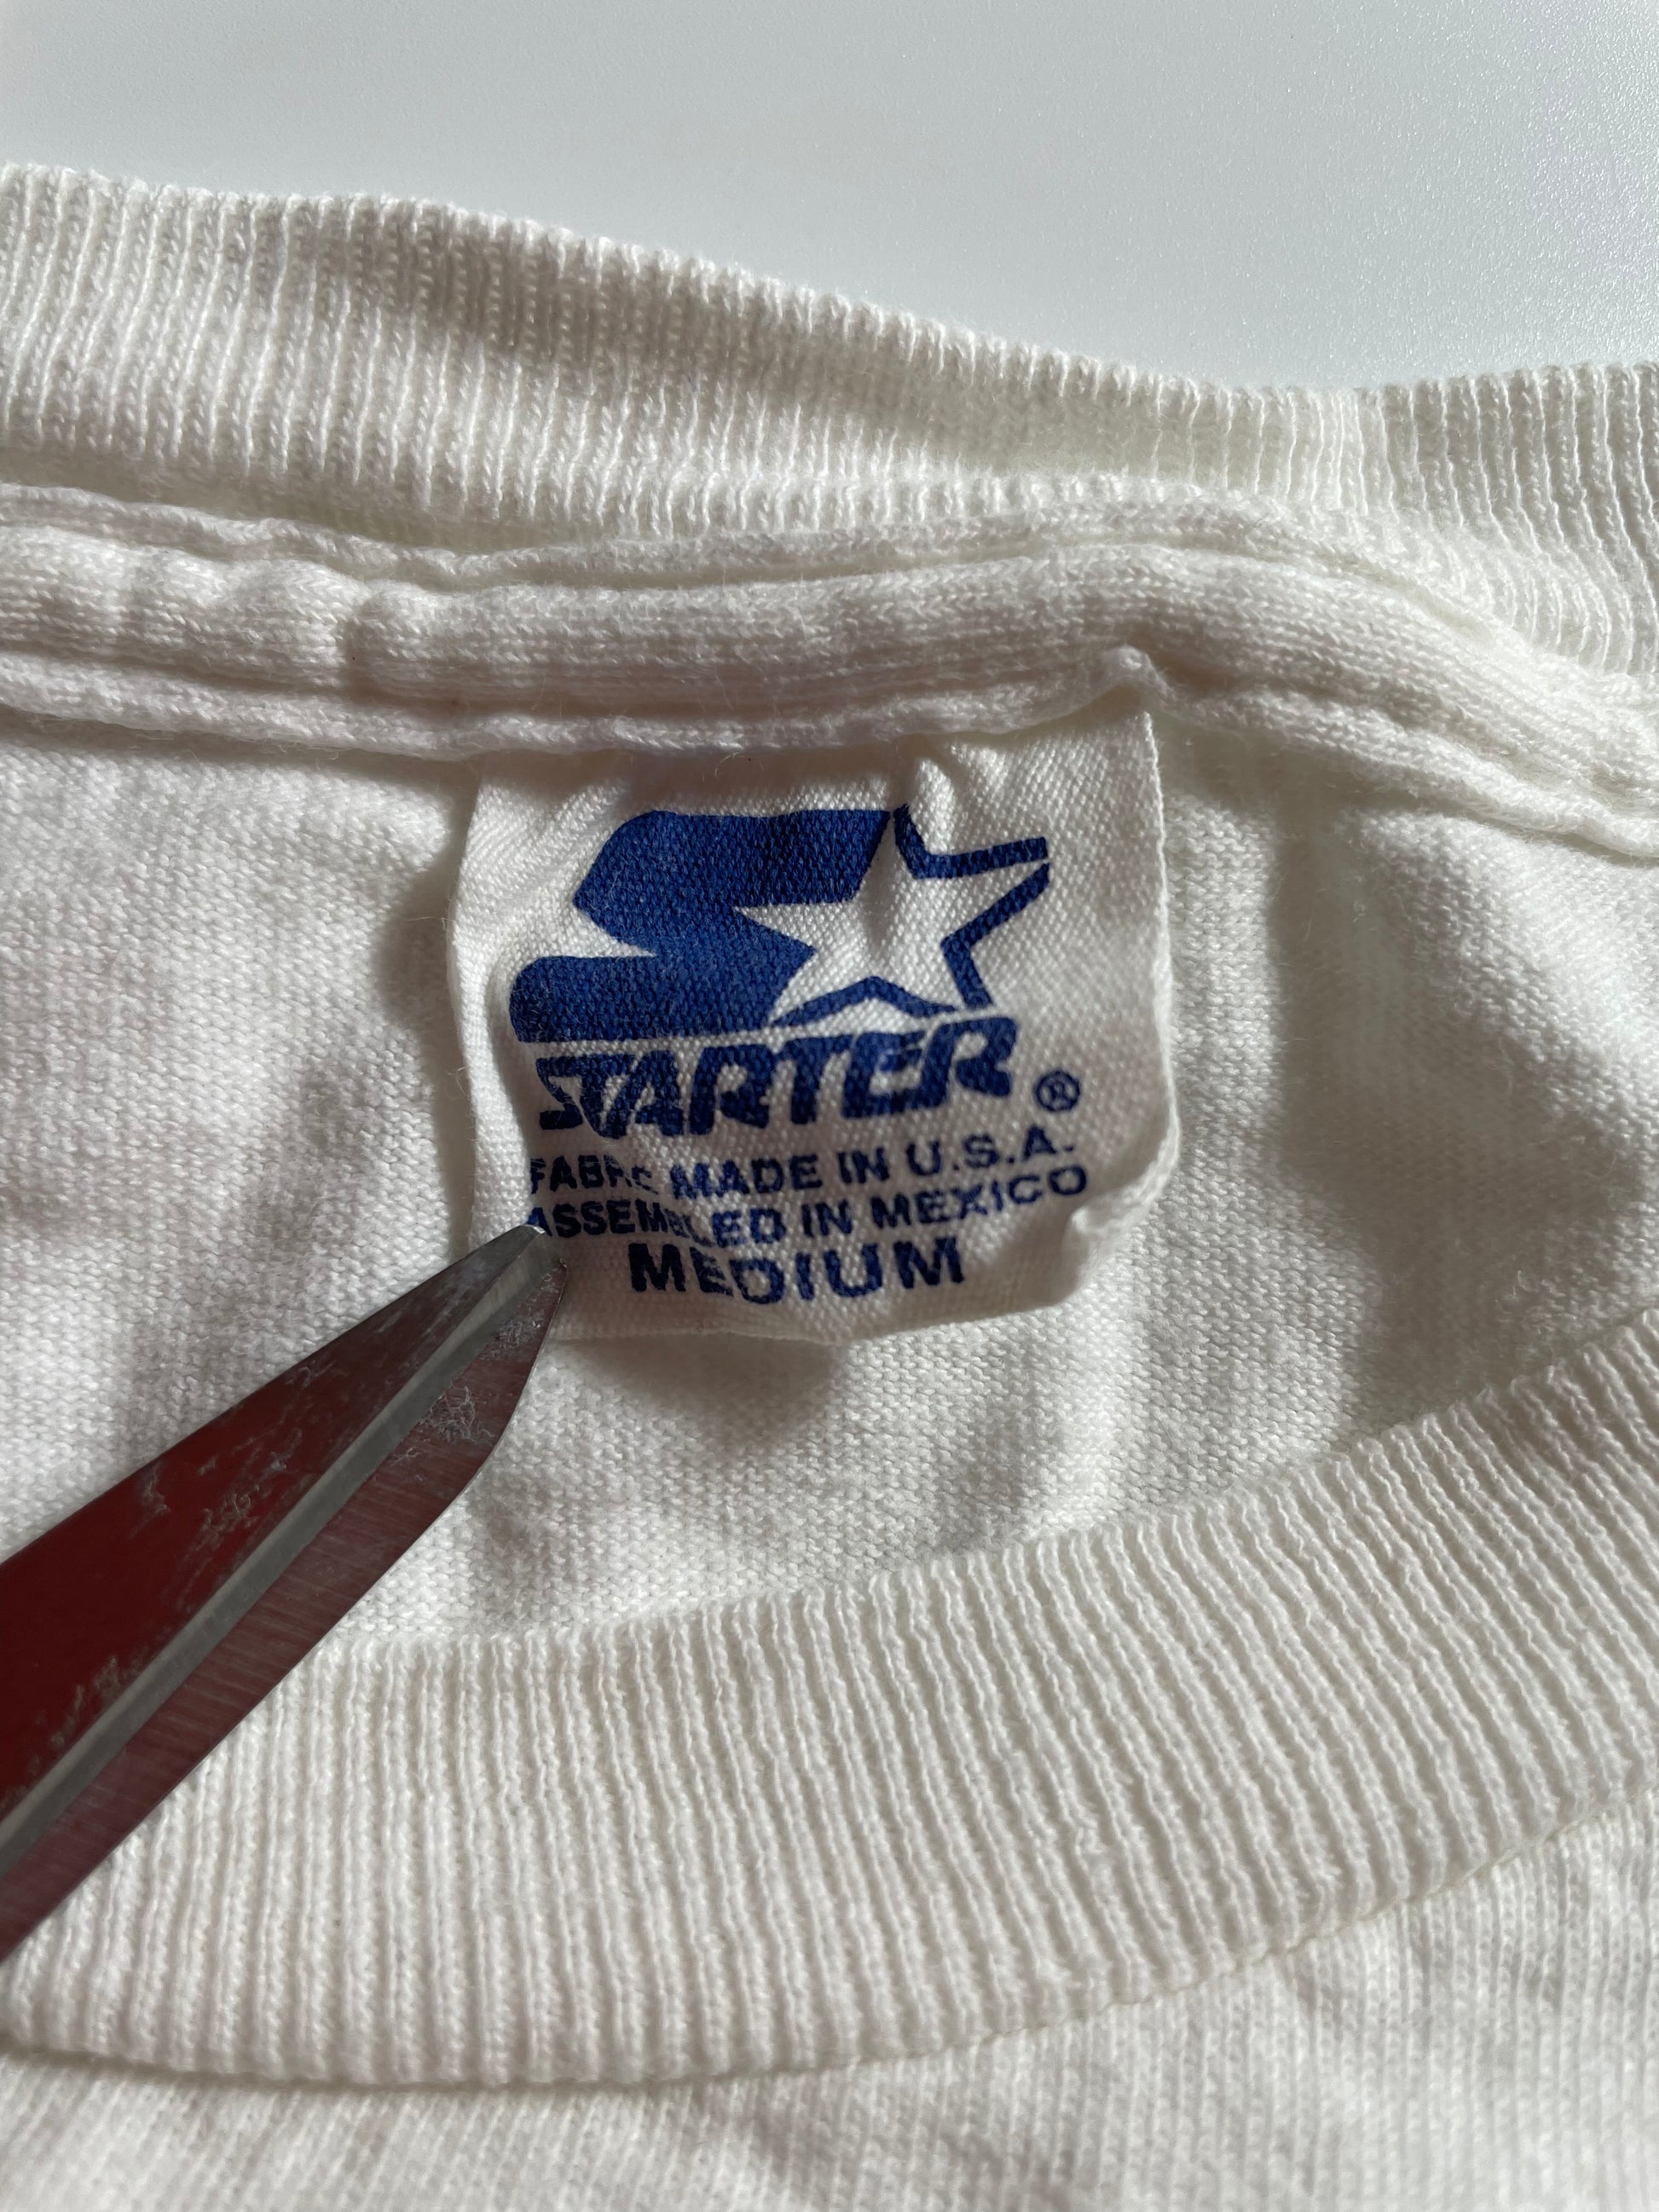 STARTER ®
FABRIC MADE IN U.S.A.
ASSEMBLED IN MEXICO
MEDIUM